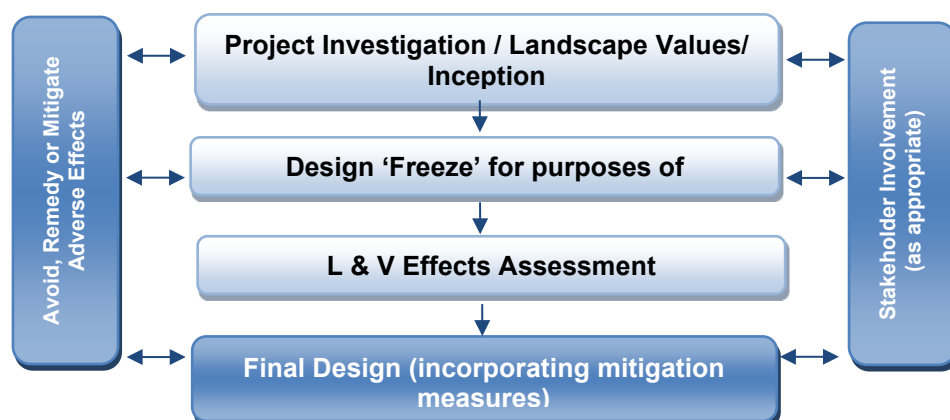 Avoid, Remedy or Mitigate
Adverse Effects
Project Investigation / Landscape Values/
Inception
Design ‘Freeze’ for purposes of
L & V Effects Assessment
Final Design (incorporating mitigation
measures)
Stakeholder Involvement
(as appropriate)